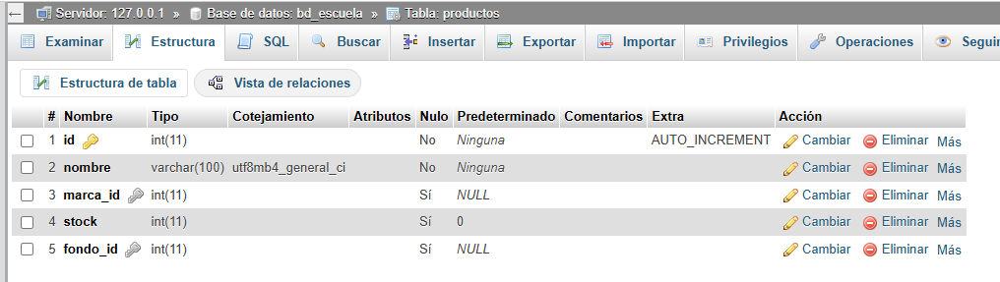 ← Servidor: 127.0.0.1 » Base de datos: bd_escuela » Tabla: productos
Examinar Estructura SQL Buscar Insertar Exportar Importar Privilegios Operaciones Seguir
Estructura de tabla Vista de relaciones
# Nombre Tipo Cotejamiento Atributos Nulo Predeterminado Comentarios Extra Acción
1 id int(11) No Ninguna AUTO_INCREMENT Cambiar Eliminar Más
2 nombre varchar(100) utf8mb4_general_ci No Ninguna Cambiar Eliminar Más
3 marca_id int(11) Sí NULL Cambiar Eliminar Más
4 stock int(11) Sí 0 Cambiar Eliminar Más
5 fondo_id int(11) Sí NULL Cambiar Eliminar Más